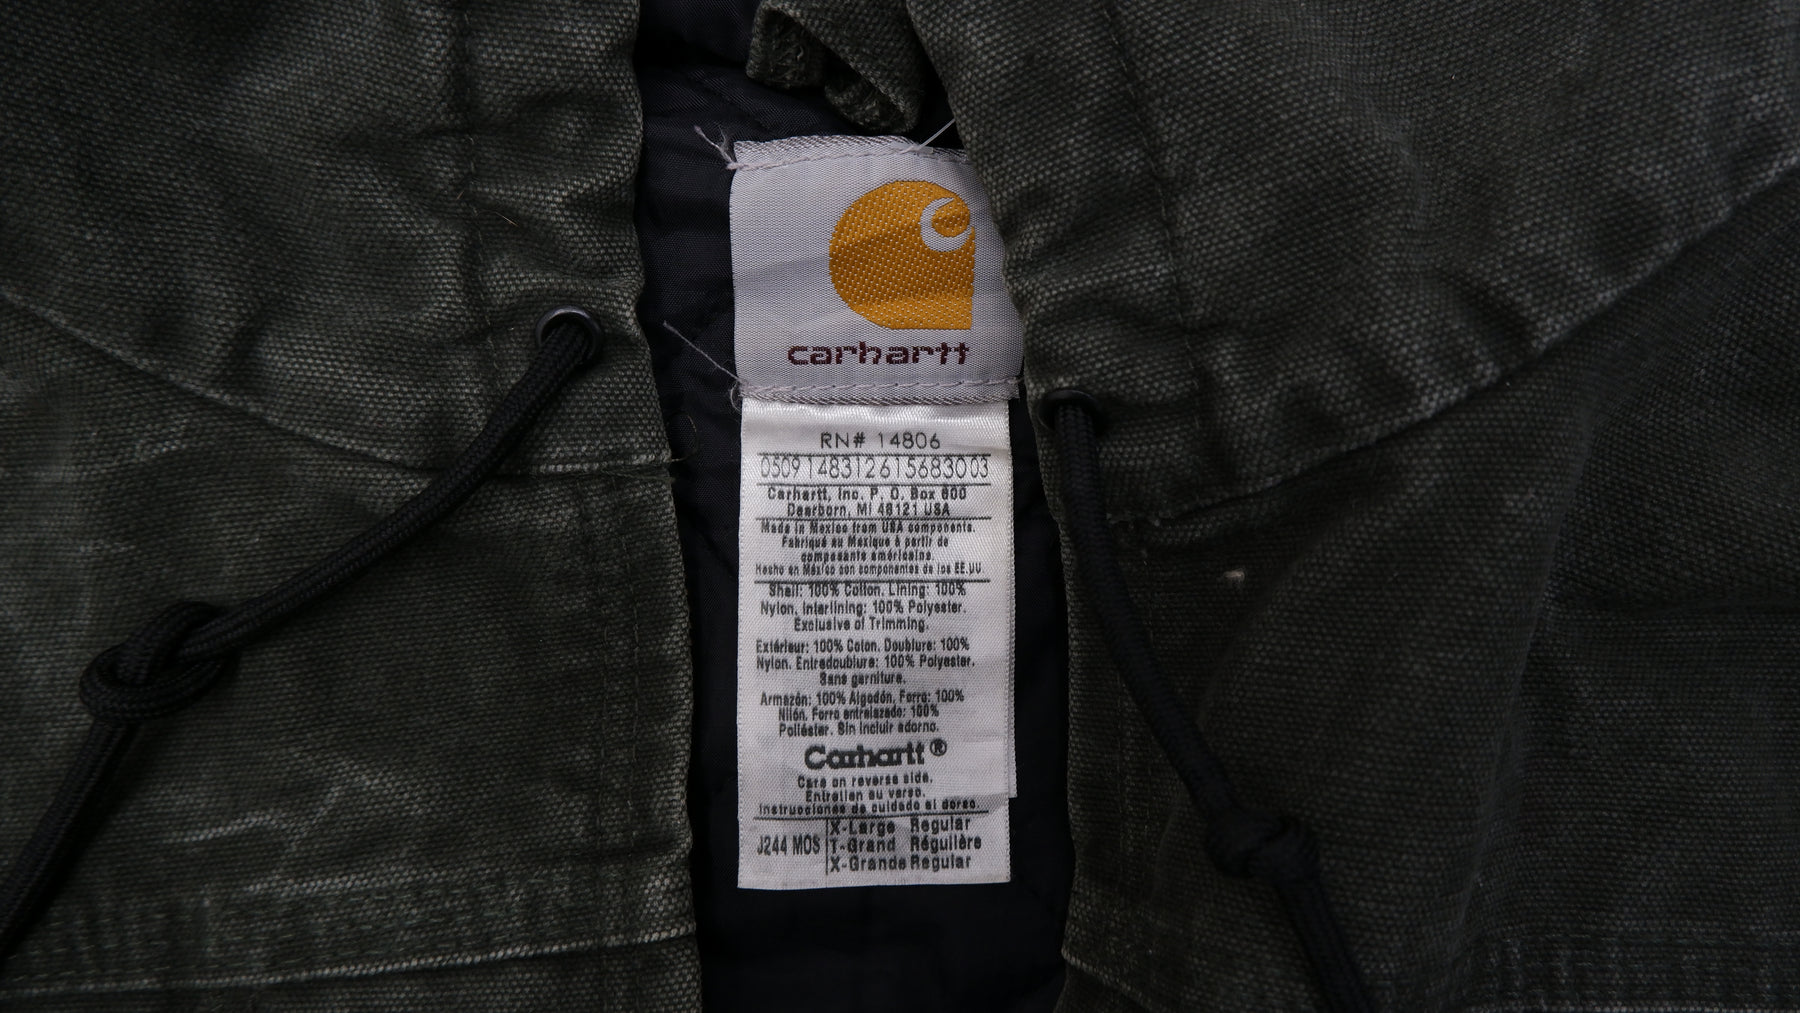 carhartt
RN# 14806
0509148312615683003
Carhartt, Inc. P. O. Box 600
Dearborn, MI 48121 USA
Made in Mexico from USA components.
Fabriqué au Mexique à partir de
composants américains.
Hecho en México con componentes de los EE.UU
Shell: 100% Cotton. Lining: 100%
Nylon. Interlining: 100% Polyester.
Exclusive of Trimming.
Extérieur: 100% Coton. Doublure: 100%
Nylon. Entredoublure: 100% Polyester.
Sans garniture.
Armazón: 100% Algodón, Forro: 100%
Nilón. Forro entrelazado: 100%
Poliéster. Sin incluir adorno.
Carhartt®
Care on reverse side.
Entretien au verso.
Instrucciones de cuidado al dorso.
J244 MOS
X-Large Regular
T-Grand Régulière
X-Grande Regular